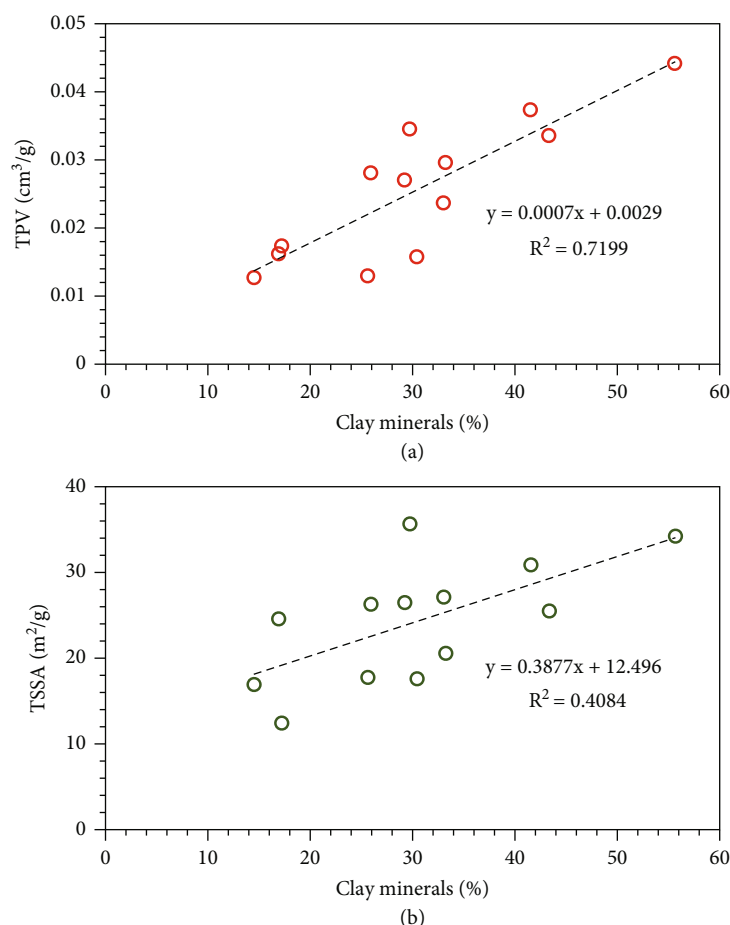 0.05
0.04
0.03
0.02
0.01
0
TPV (cm³/g)
y = 0.0007x + 0.0029
R² = 0.7199
0 10 20 30 40 50 60
Clay minerals (%)
(a)
40
30
20
10
0
TSSA (m²/g)
y = 0.3877x + 12.496
R² = 0.4084
0 10 20 30 40 50 60
Clay minerals (%)
(b)